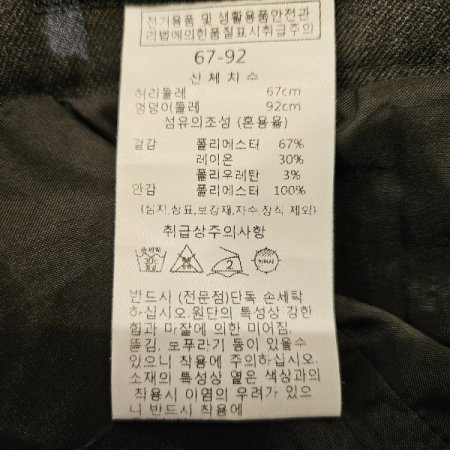 전기용품 및 생활용품안전관
리법에의한품질표시취급주의
67-92
신체차수
허리둘레 67cm
엉덩이둘레 92cm
섬유의조성 (혼용율)
겉감 폴리에스터 67%
레이온 30%
폴리우레탄 3%
안감 폴리에스터 100%
(심지,상표,보강재,자수,장식 제외)
취급상주의사항
손세탁
반드시 (전문점)단독 손세탁
하십시오.원단의 특성상 강한
힘과 마찰에 의한 미어짐,
뜯김, 보푸라기 등이 있을수
있으니 착용에 주의하십시오.
소재의 특성상 옅은 색상과의
착용시 이염의 우려가 있으
니 반드시 착용에